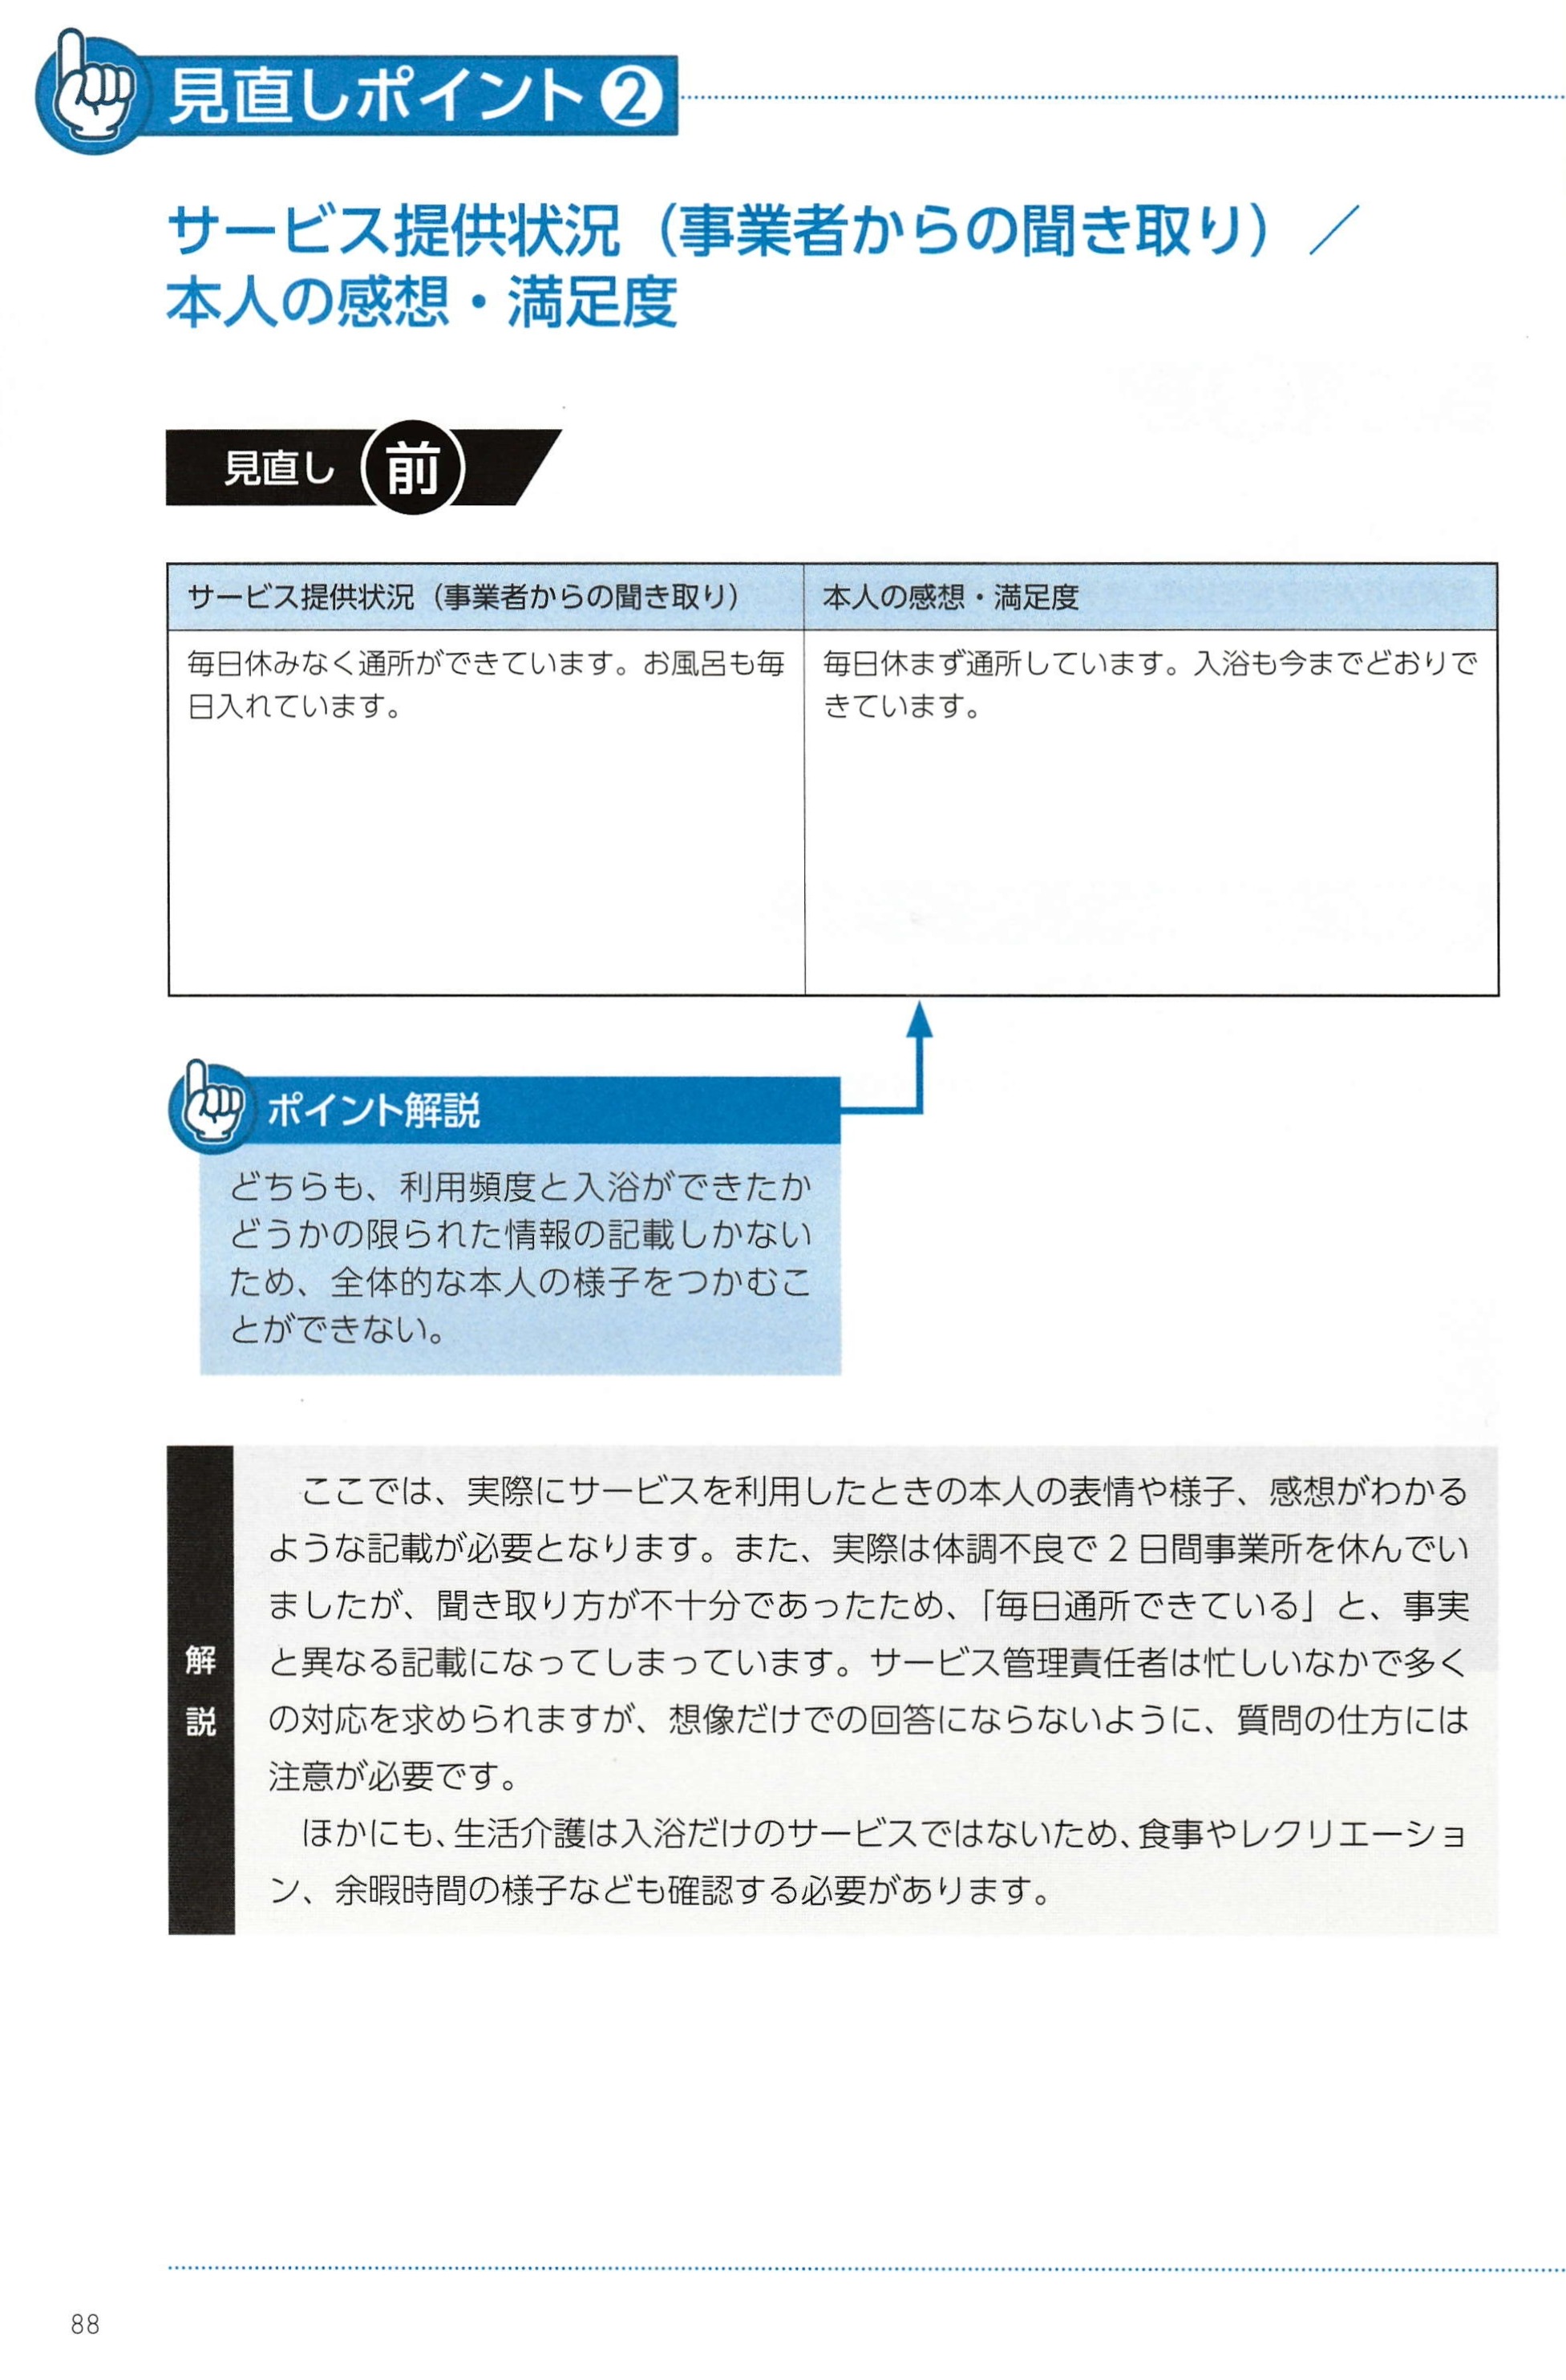 見直しポイント❷
サービス提供状況（事業者からの聞き取り）／
本人の感想・満足度
見直し 前
サービス提供状況（事業者からの聞き取り）
本人の感想・満足度
毎日休みなく通所ができています。お風呂も毎
日入れています。
毎日休まず通所しています。入浴も今までどおりで
きています。
ポイント解説
どちらも、利用頻度と入浴ができたか
どうかの限られた情報の記載しかない
ため、全体的な本人の様子をつかむこ
とができない。
解説
ここでは、実際にサービスを利用したときの本人の表情や様子、感想がわかる
ような記載が必要となります。また、実際は体調不良で2日間事業所を休んでい
ましたが、聞き取り方が不十分であったため、「毎日通所できている」と、事実
と異なる記載になってしまっています。サービス管理責任者は忙しいなかで多く
の対応を求められますが、想像だけでの回答にならないように、質問の仕方には
注意が必要です。
ほかにも、生活介護は入浴だけのサービスではないため、食事やレクリエーショ
ン、余暇時間の様子なども確認する必要があります。
88